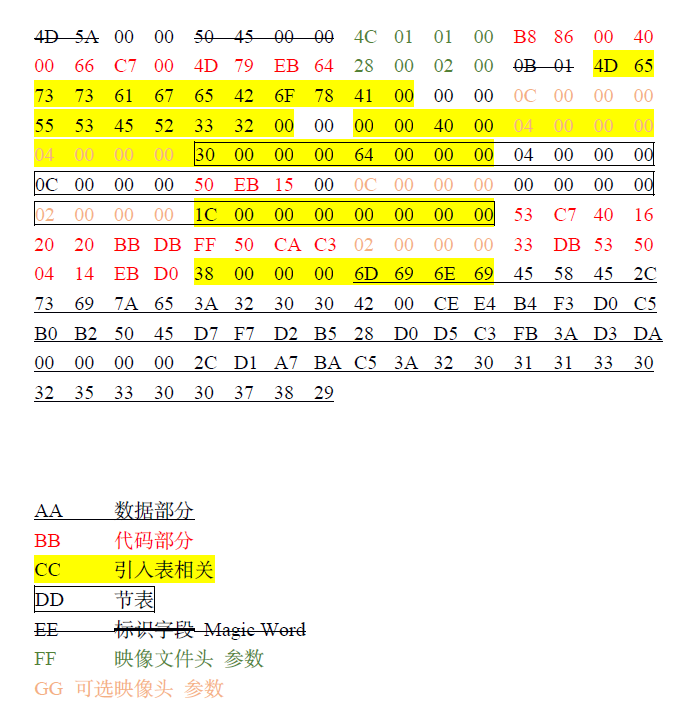 4D 5A 00 00 50 45 00 00 4C 01 01 00 B8 86 00 40
00 66 C7 00 4D 79 EB 64 28 00 02 00 0B 01 4D 65
73 73 61 67 65 42 6F 78 41 00 00 00 0C 00 00 00
55 53 45 52 33 32 00 00 00 00 40 00 04 00 00 00
04 00 00 00 30 00 00 00 64 00 00 00 04 00 00 00
0C 00 00 00 50 EB 15 00 0C 00 00 00 00 00 00 00
02 00 00 00 1C 00 00 00 00 00 00 00 53 C7 40 16
20 20 BB DB FF 50 CA C3 02 00 00 00 33 DB 53 50
04 14 EB D0 38 00 00 00 6D 69 6E 69 45 58 45 2C
73 69 7A 65 3A 32 30 30 42 00 CE E4 B4 F3 D0 C5
B0 B2 50 45 D7 F7 D2 B5 28 D0 D5 C3 FB 3A D3 DA
00 00 00 00 2C D1 A7 BA C5 3A 32 30 31 31 33 30
32 35 33 30 30 37 38 29
AA 数据部分
BB 代码部分
CC 引入表相关
DD 节表
EE 标识字段 Magic Word
FF 映像文件头 参数
GG 可选映像头 参数